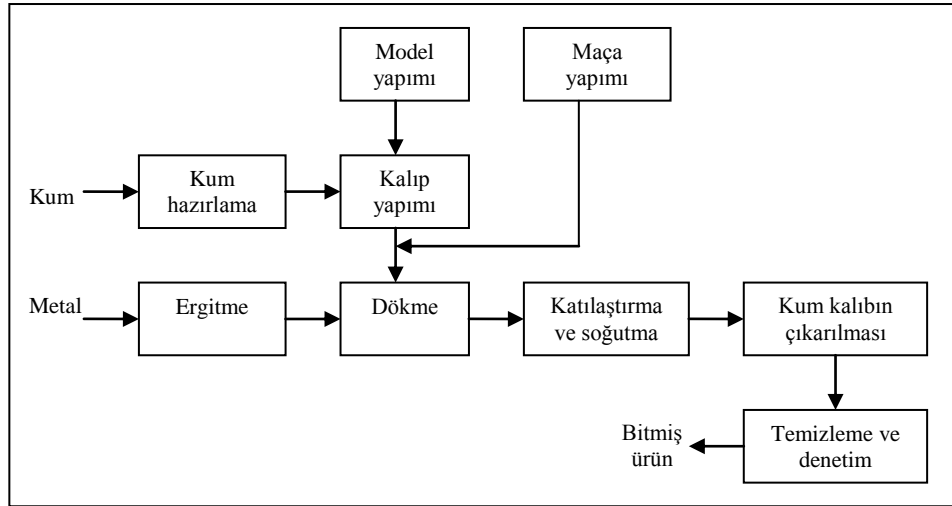 Model
yapımı
Maça
yapımı
Kum
Kum
hazırlama
Kalıp
yapımı
Metal
Ergitme
Dökme
Katılaştırma
ve soğutma
Kum kalıbın
çıkarılması
Bitmiş
ürün
Temizleme ve
denetim